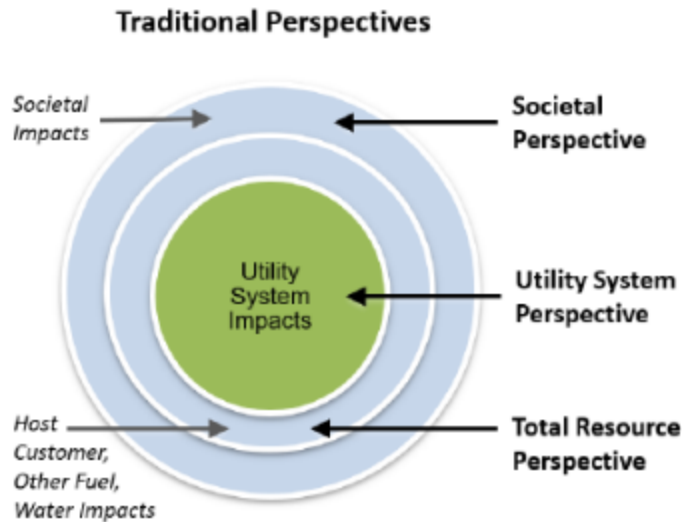 Traditional Perspectives
Societal
Impacts
Societal
Perspective
Utility
System
Impacts
Utility System
Perspective
Host
Customer,
Other Fuel,
Water Impacts
Total Resource
Perspective